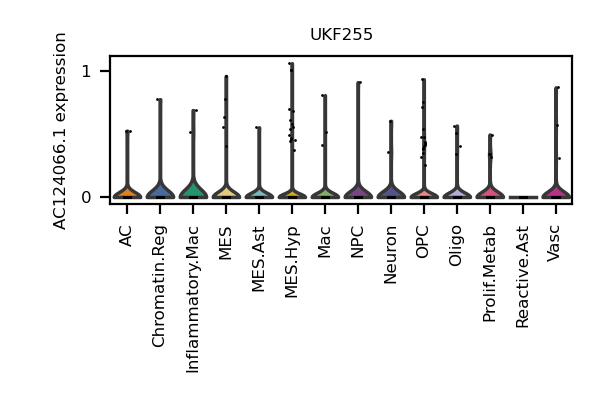 UKF255
AC124066.1 expression
1
0
AC
Chromatin.Reg
Inflammatory.Mac
MES
MES.Ast
MES.Hyp
Mac
NPC
Neuron
OPC
Oligo
Prolif.Metab
Reactive.Ast
Vasc